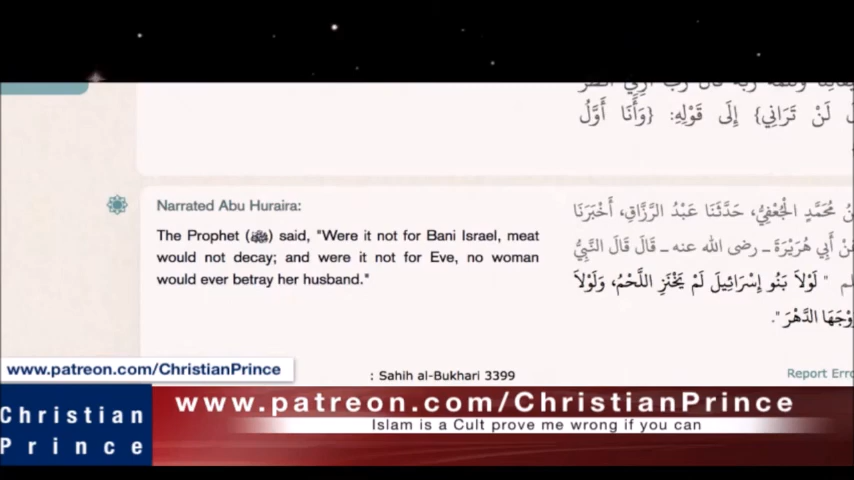 لَنْ تَرَانِي} إِلَى قَوْلِهِ: {وَأَنَا أَوَّلُ
Narrated Abu Huraira:
The Prophet (ﷺ) said, "Were it not for Bani Israel, meat
would not decay; and were it not for Eve, no woman
would ever betray her husband."
مُحَمَّدٍ الْجُعْفِيُّ، حَدَّثَنَا عَبْدُ الرَّزَّاقِ، أَخْبَرَنَا
أَبِي هُرَيْرَةَ ـ رضى الله عنه ـ قَالَ قَالَ النَّبِيُّ
" لَوْلاَ بَنُو إِسْرَائِيلَ لَمْ يَخْنَزِ اللَّحْمُ، وَلَوْلاَ
الدَّهْرَ ".
www.patreon.com/ChristianPrince
: Sahih al-Bukhari 3399
Report
www.patreon.com/ChristianPrince
Islam is a Cult prove me wrong if you can
Christian
Prince